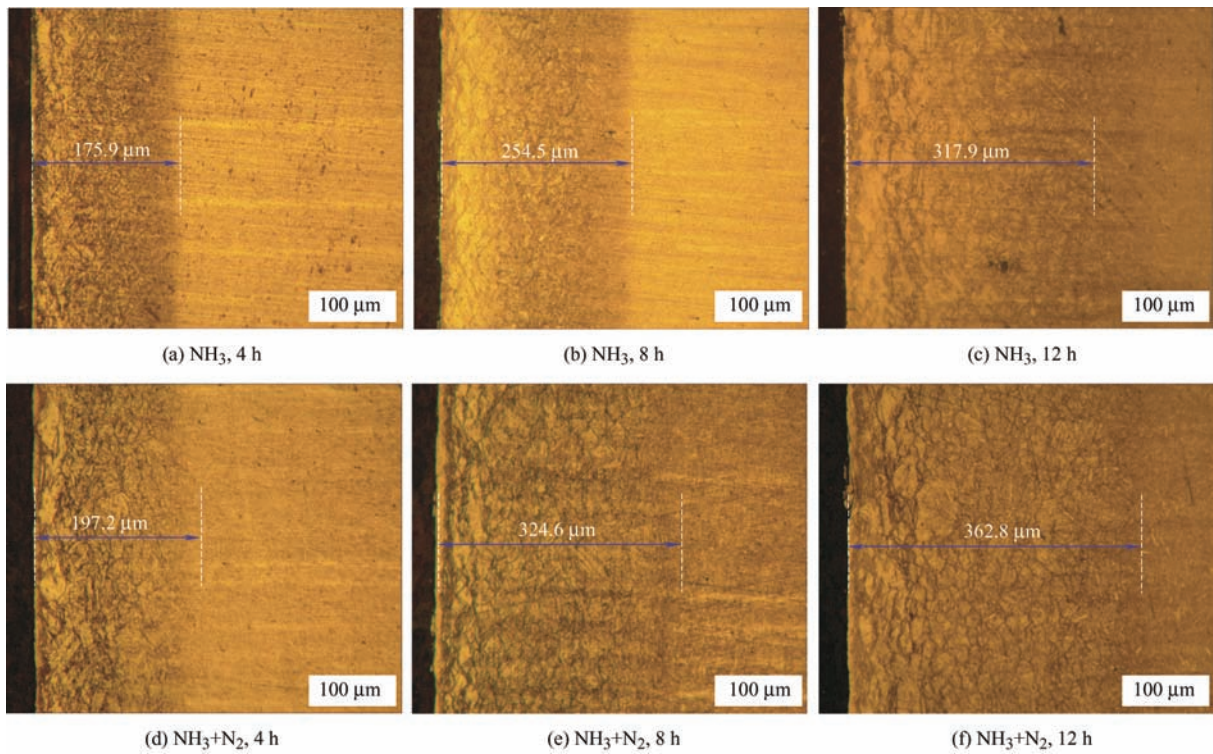 175.9 μm
254.5 μm
317.9 μm
100 μm
100 μm
100 μm
(a) NH₃, 4 h
(b) NH₃, 8 h
(c) NH₃, 12 h
197.2 μm
324.6 μm
362.8 μm
100 μm
100 μm
100 μm
(d) NH₃+N₂, 4 h
(e) NH₃+N₂, 8 h
(f) NH₃+N₂, 12 h